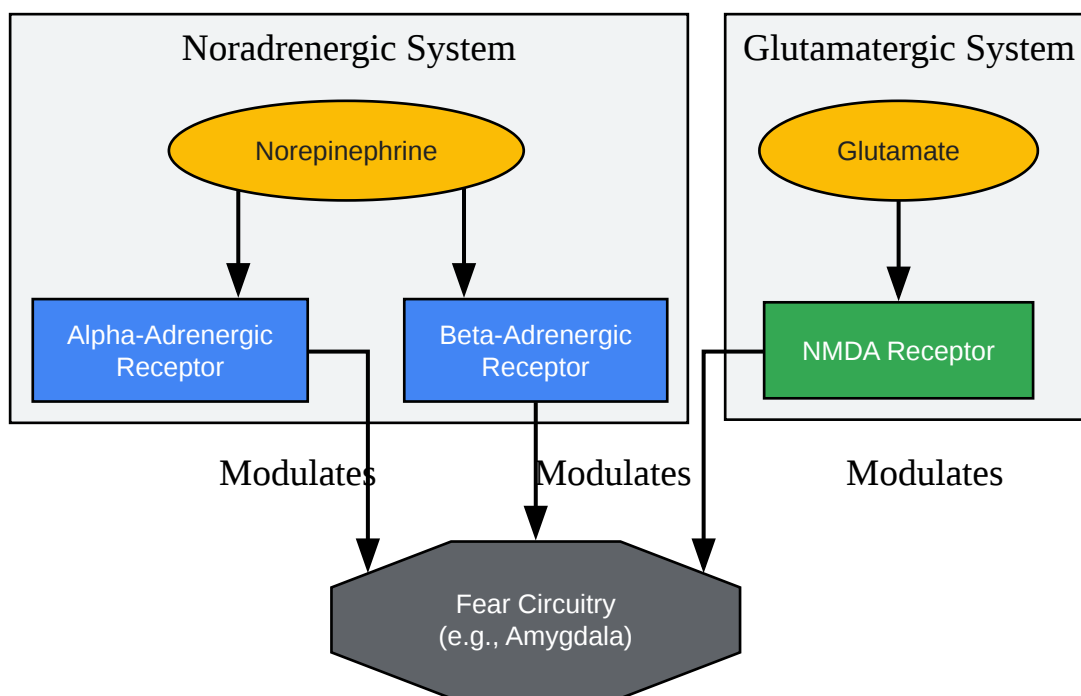 Noradrenergic System
Glutamatergic System
Norepinephrine
Glutamate
Alpha-Adrenergic
Receptor
Beta-Adrenergic
Receptor
NMDA Receptor
Modulates
Modulates
Modulates
Fear Circuitry
(e.g., Amygdala)